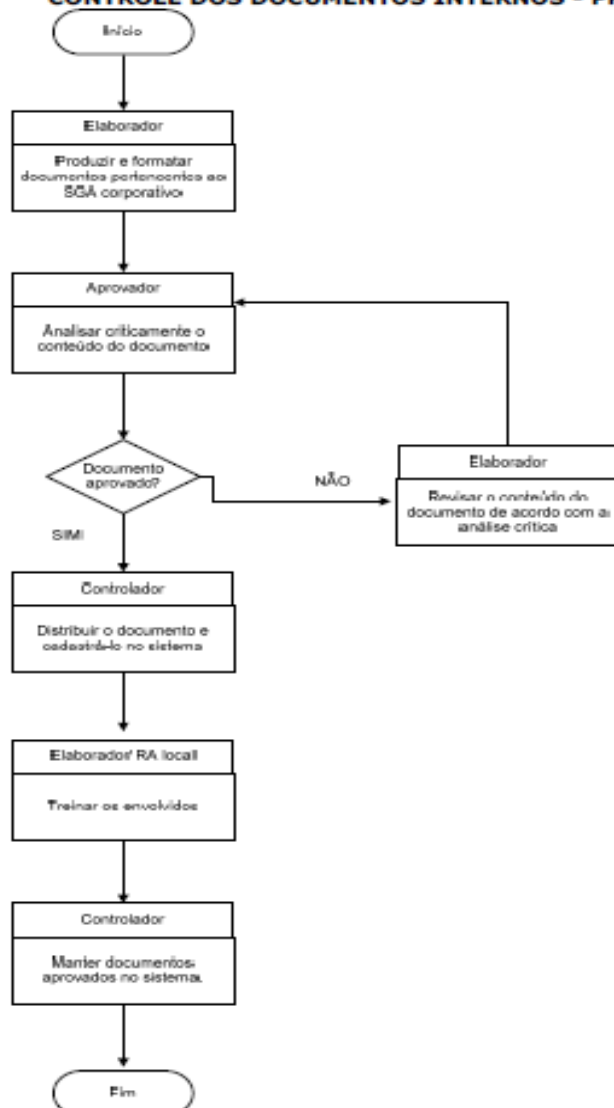 CONTROLE DOS DOCUMENTOS INTERNOS -
Início
Elaborador
Produzir e formatar
documentos pertencentes ao
SGA corporativo
Aprovador
Analisar criticamente o
conteúdo do documento
Documento
aprovado?
NÃO
SIM
Elaborador
Revisar o conteúdo do
documento de acordo com a
análise crítica
Controlador
Distribuir o documento e
cadastrá-lo no sistema
Elaborador/ RA local
Treinar os envolvidos
Controlador
Manter documentos
aprovados no sistema.
Fim